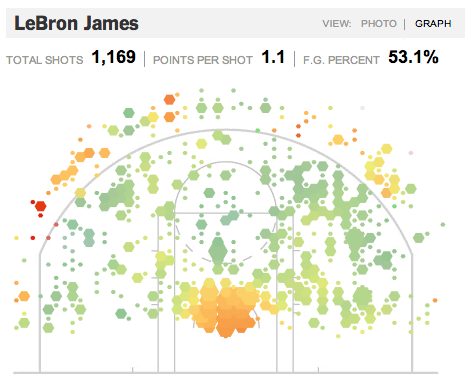 LeBron James
VIEW: PHOTO | GRAPH
TOTAL SHOTS 1,169 | POINTS PER SHOT 1.1 | F.G. PERCENT 53.1%